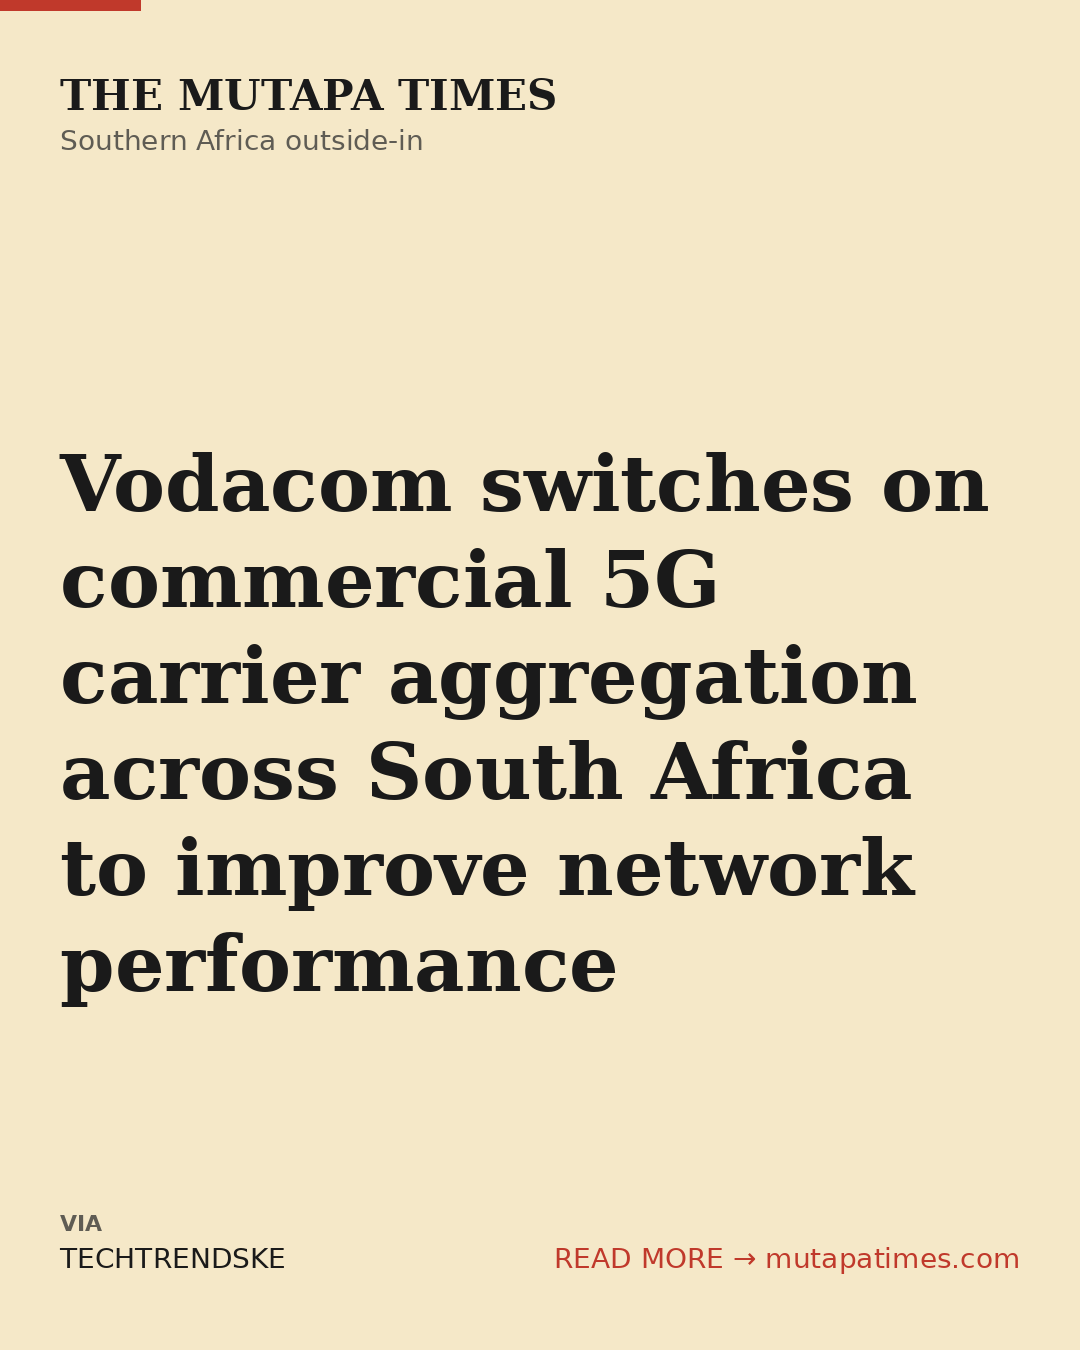 THE MUTAPA TIMES
Southern Africa outside-in
Vodacom switches on
commercial 5G
carrier aggregation
across South Africa
to improve network
performance
VIA
TECHTRENDSKE
READ MORE → mutapatimes.com